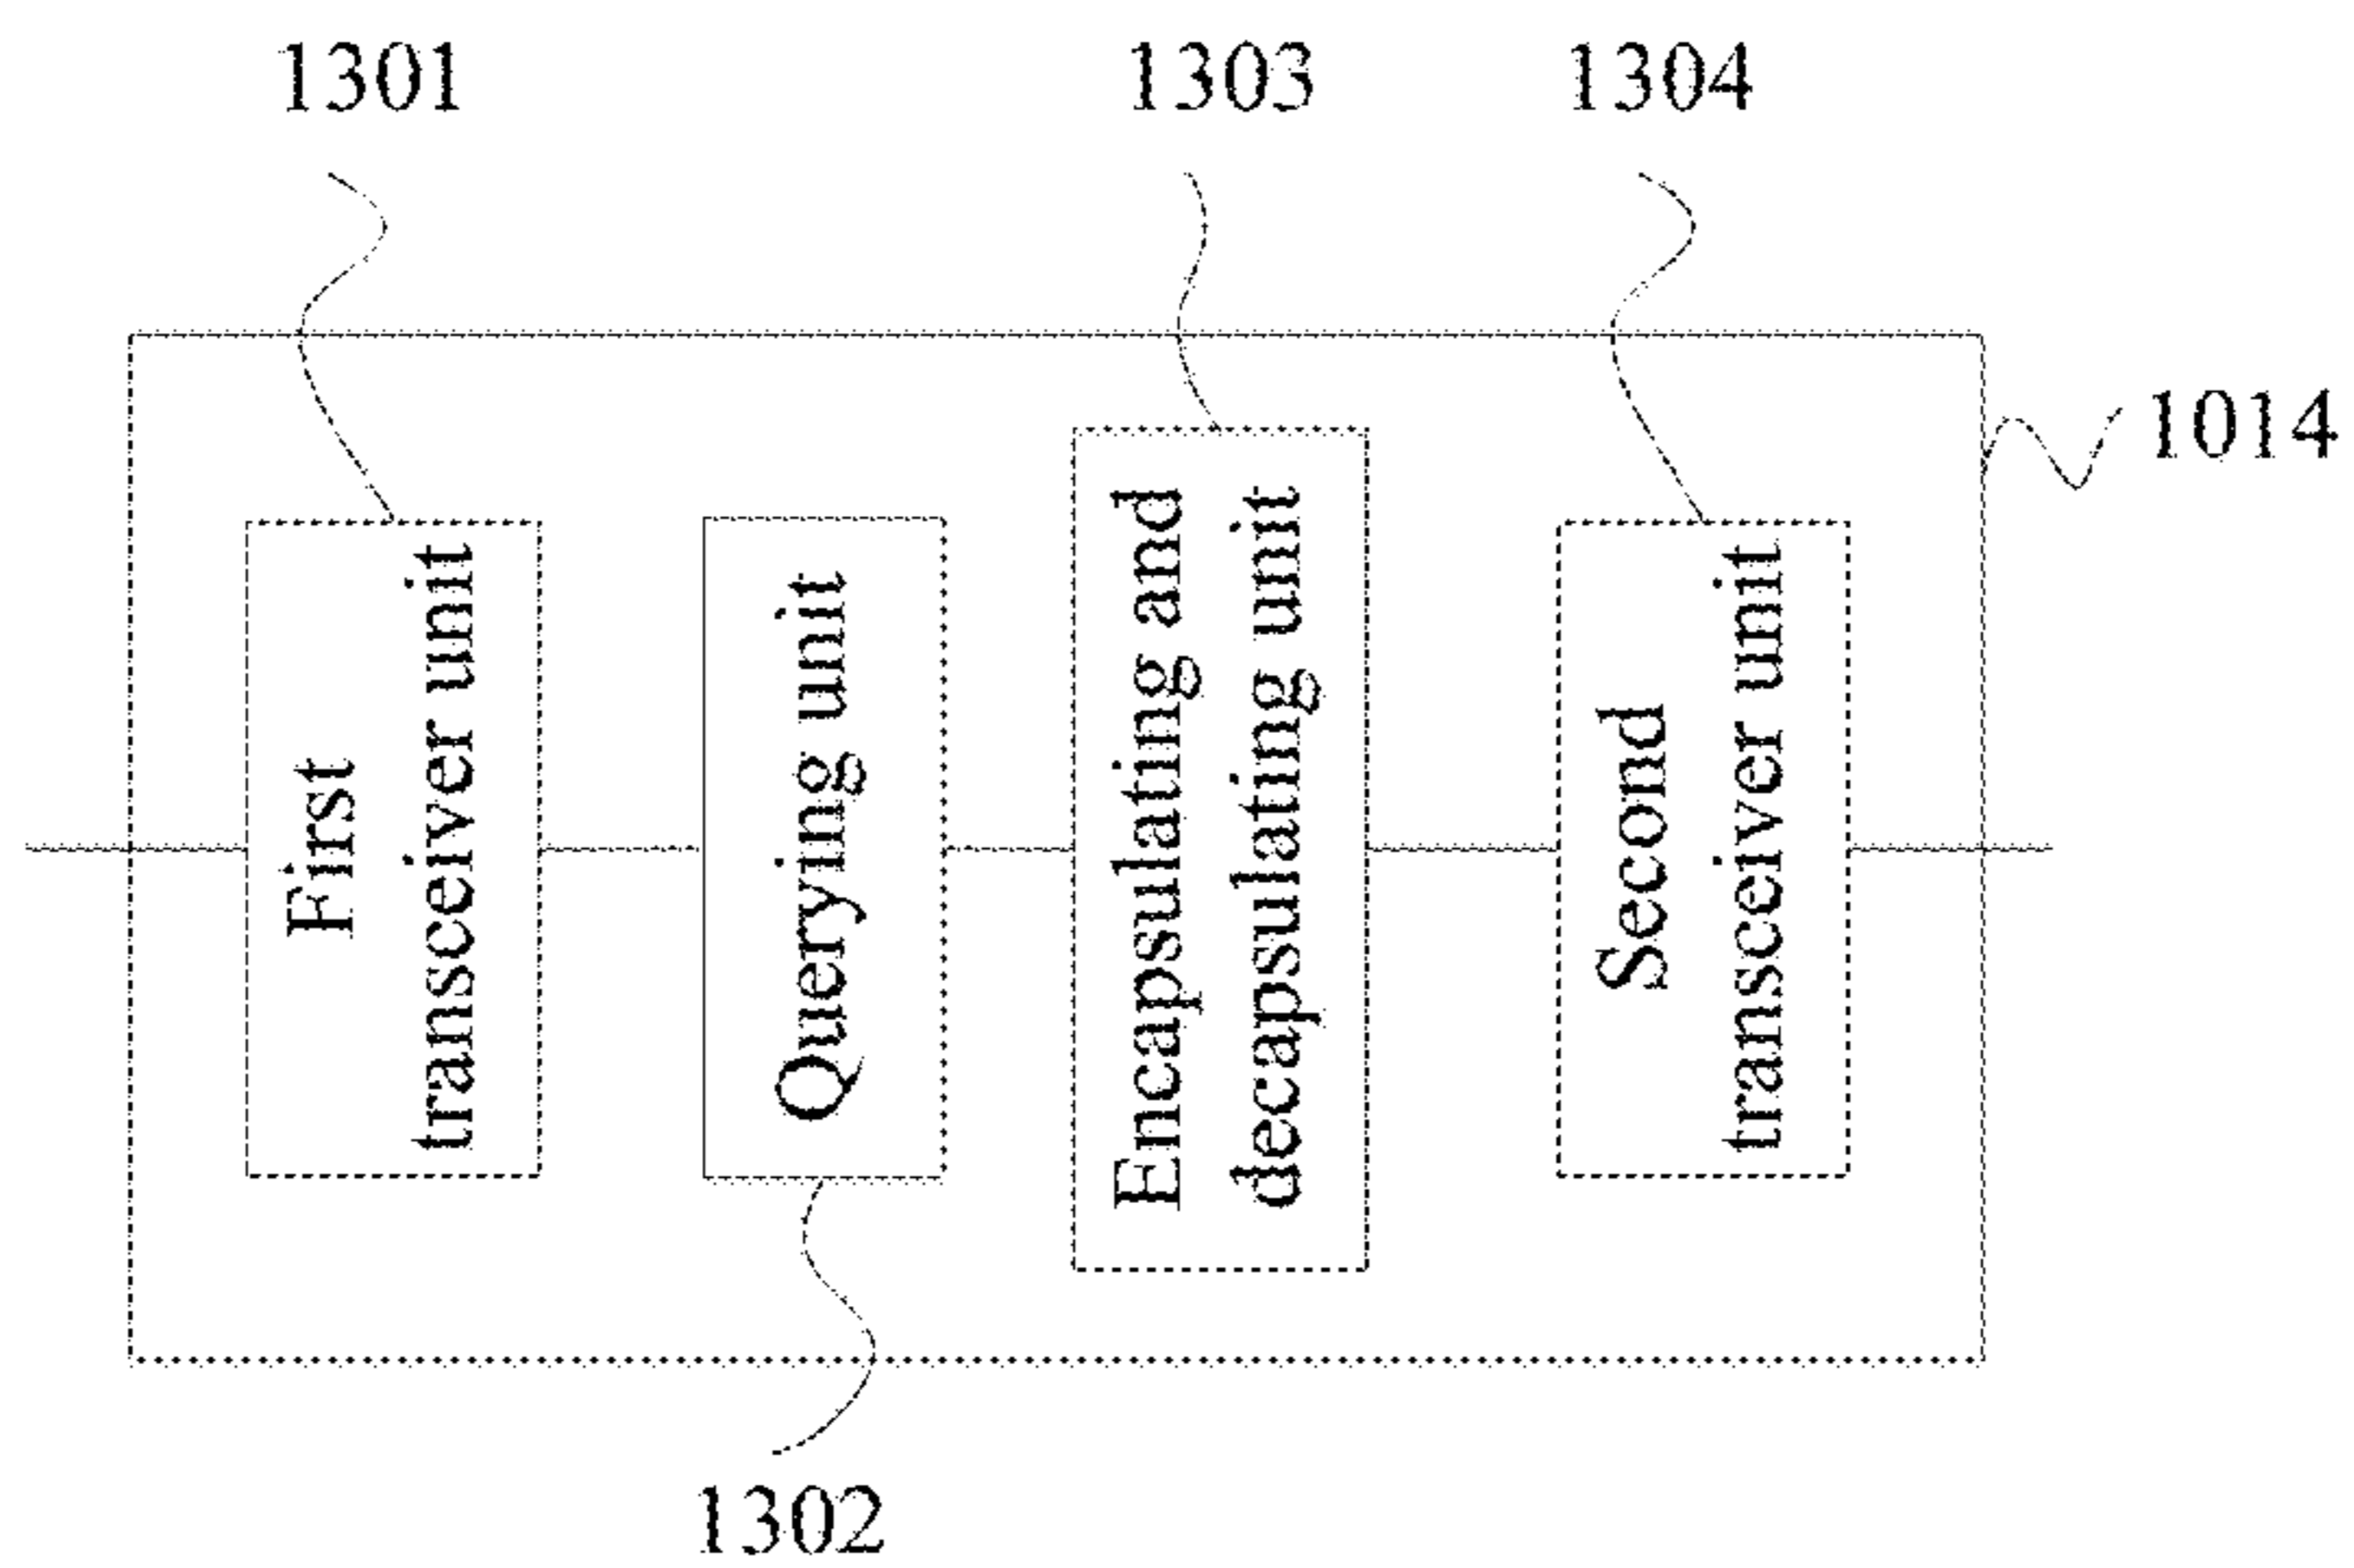 1301
1303
1304
1014
First
transceiver unit
Querying unit
Encapsulating and
decapsulating unit
Second
transceiver unit
1302